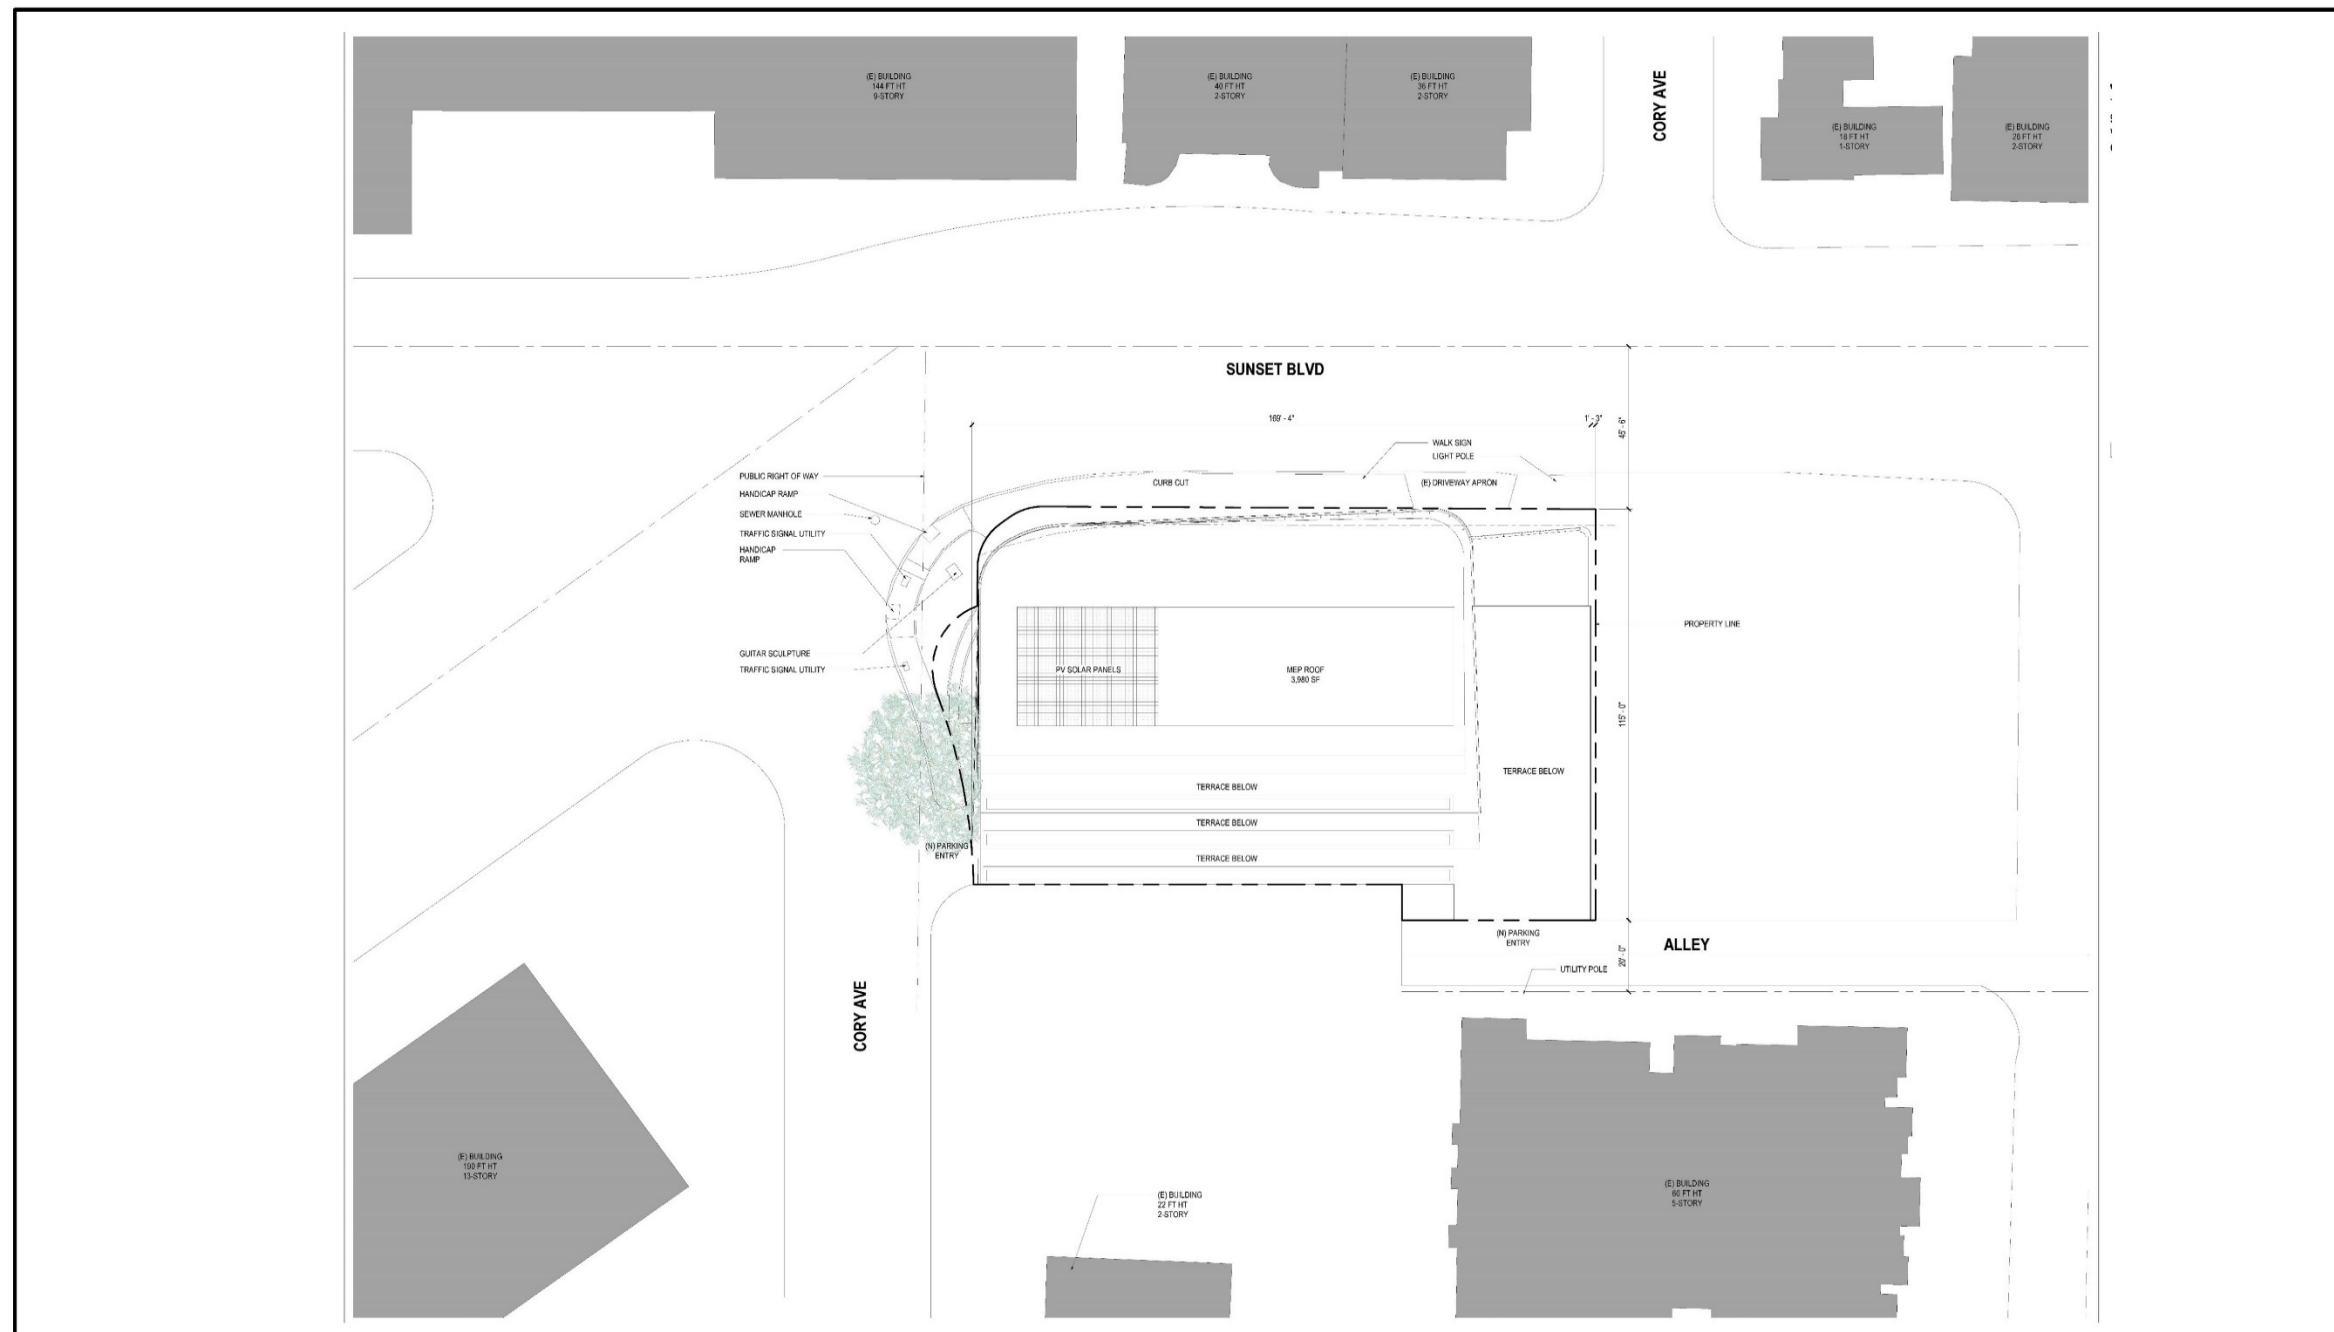 (E) BUILDING
144 FT HT
9-STORY
(E) BUILDING
40 FT HT
2-STORY
(E) BUILDING
36 FT HT
2-STORY
CORY AVE
(E) BUILDING
18 FT HT
1-STORY
(E) BUILDING
26 FT HT
2-STORY
SUNSET BLVD
169' - 4"
1' - 3"
45' - 6"
WALK SIGN
LIGHT POLE
PUBLIC RIGHT OF WAY
HANDICAP RAMP
SEWER MANHOLE
TRAFFIC SIGNAL UTILITY
HANDICAP
RAMP
CURB CUT
(E) DRIVEWAY APRON
GUITAR SCULPTURE
TRAFFIC SIGNAL UTILITY
PROPERTY LINE
PV SOLAR PANELS
MEP ROOF
3,980 SF
115' - 0"
TERRACE BELOW
TERRACE BELOW
TERRACE BELOW
TERRACE BELOW
(N) PARKING
ENTRY
(N) PARKING
ENTRY
ALLEY
20' - 0"
UTILITY POLE
CORY AVE
(E) BUILDING
190 FT HT
13-STORY
(E) BUILDING
22 FT HT
2-STORY
(E) BUILDING
60 FT HT
5-STORY